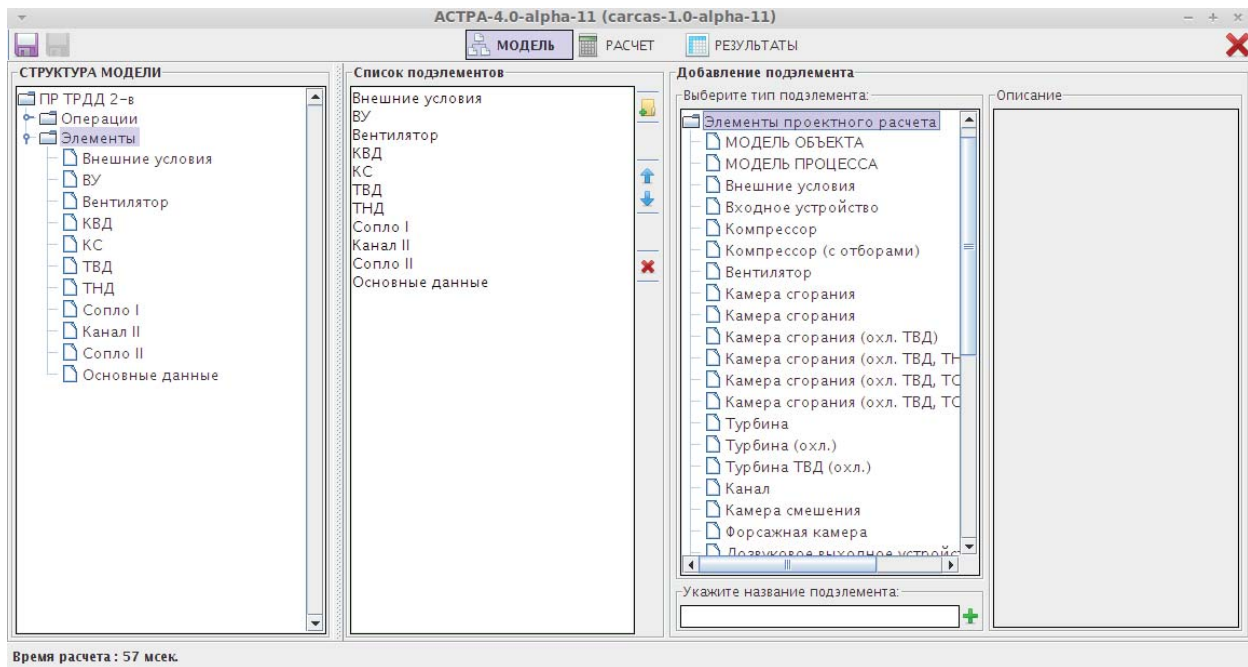 АСТРА-4.0-alpha-11 (carcas-1.0-alpha-11)
МОДЕЛЬ РАСЧЕТ РЕЗУЛЬТАТЫ
СТРУКТУРА МОДЕЛИ
ПР ТРДД 2-в
Операции
Элементы
Внешние условия
ВУ
Вентилятор
КВД
КС
ТВД
ТНД
Сопло I
Канал II
Сопло II
Основные данные
Список подэлементов
Внешние условия
ВУ
Вентилятор
КВД
КС
ТВД
ТНД
Сопло I
Канал II
Сопло II
Основные данные
Добавление подэлемента
Выберите тип подэлемента:
Элементы проектного расчета
МОДЕЛЬ ОБЪЕКТА
МОДЕЛЬ ПРОЦЕССА
Внешние условия
Входное устройство
Компрессор
Компрессор (с отборами)
Вентилятор
Камера сгорания
Камера сгорания
Камера сгорания (охл. ТВД)
Камера сгорания (охл. ТВД, ТН
Камера сгорания (охл. ТВД, ТС
Камера сгорания (охл. ТВД, ТС
Турбина
Турбина (охл.)
Турбина ТВД (охл.)
Канал
Камера смешения
Форсажная камера
Дозвуковое выходное устройс
Укажите название подэлемента:
Описание
Время расчета : 57 мсек.